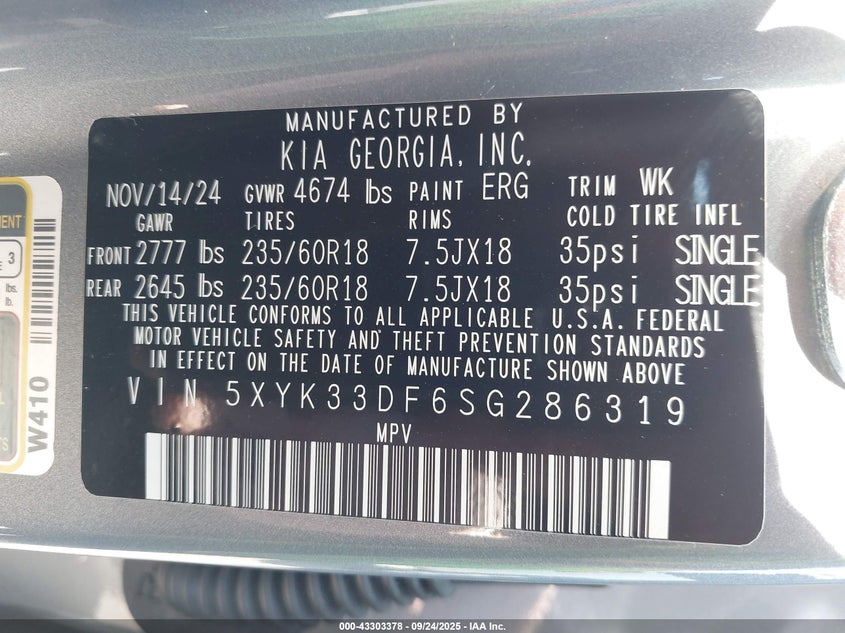 MANUFACTURED BY
KIA GEORGIA, INC.
NOV/14/24 GVWR 4674 lbs PAINT ERG TRIM WK
GAWR TIRES RIMS COLD TIRE INFL
FRONT 2777 lbs 235/60R18 7.5JX18 35psi SINGLE
REAR 2645 lbs 235/60R18 7.5JX18 35psi SINGLE
THIS VEHICLE CONFORMS TO ALL APPLICABLE U.S.A. FEDERAL
MOTOR VEHICLE SAFETY AND THEFT PREVENTION STANDARDS
IN EFFECT ON THE DATE OF MANUFACTURE SHOWN ABOVE
VIN 5XYK33DF6SG286319
MPV
3
lbs.
lb.
W410
000-43303378 - 09/24/2025 - IAA Inc.